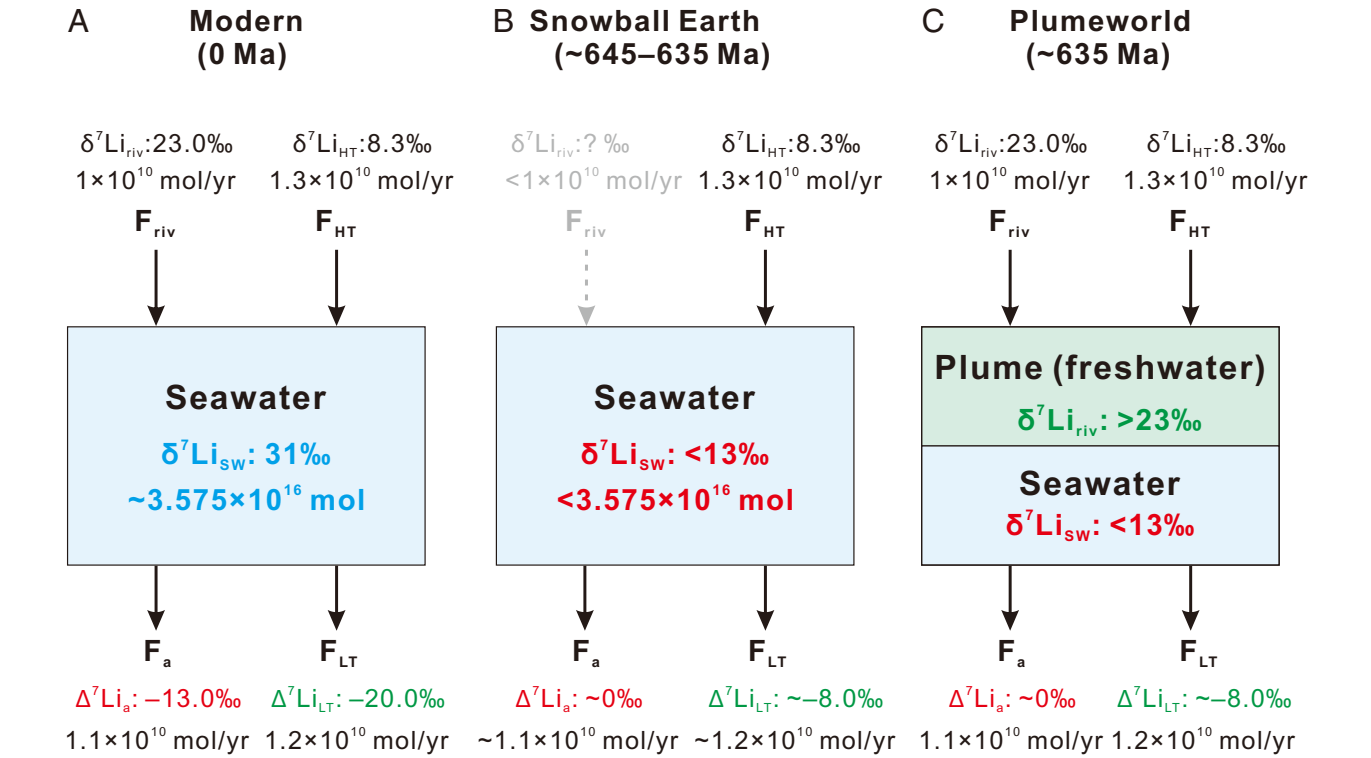 A Modern
(0 Ma)
δ⁷Li_riv:23.0‰ δ⁷Li_HT:8.3‰
1×10¹⁰ mol/yr 1.3×10¹⁰ mol/yr
F_riv F_HT
Seawater
δ⁷Li_SW: 31‰
~3.575×10¹⁶ mol
F_a F_LT
Δ⁷Li_a: –13.0‰ Δ⁷Li_LT: –20.0‰
1.1×10¹⁰ mol/yr 1.2×10¹⁰ mol/yr
B Snowball Earth
(~645–635 Ma)
δ⁷Li_riv:? ‰ δ⁷Li_HT:8.3‰
<1×10¹⁰ mol/yr 1.3×10¹⁰ mol/yr
F_riv F_HT
Seawater
δ⁷Li_SW: <13‰
<3.575×10¹⁶ mol
F_a F_LT
Δ⁷Li_a: ~0‰ Δ⁷Li_LT: ~–8.0‰
~1.1×10¹⁰ mol/yr ~1.2×10¹⁰ mol/yr
C Plumeworld
(~635 Ma)
δ⁷Li_riv:23.0‰ δ⁷Li_HT:8.3‰
1×10¹⁰ mol/yr 1.3×10¹⁰ mol/yr
F_riv F_HT
Plume (freshwater)
δ⁷Li_riv: >23‰
Seawater
δ⁷Li_SW: <13‰
F_a F_LT
Δ⁷Li_a: ~0‰ Δ⁷Li_LT: ~–8.0‰
1.1×10¹⁰ mol/yr 1.2×10¹⁰ mol/yr